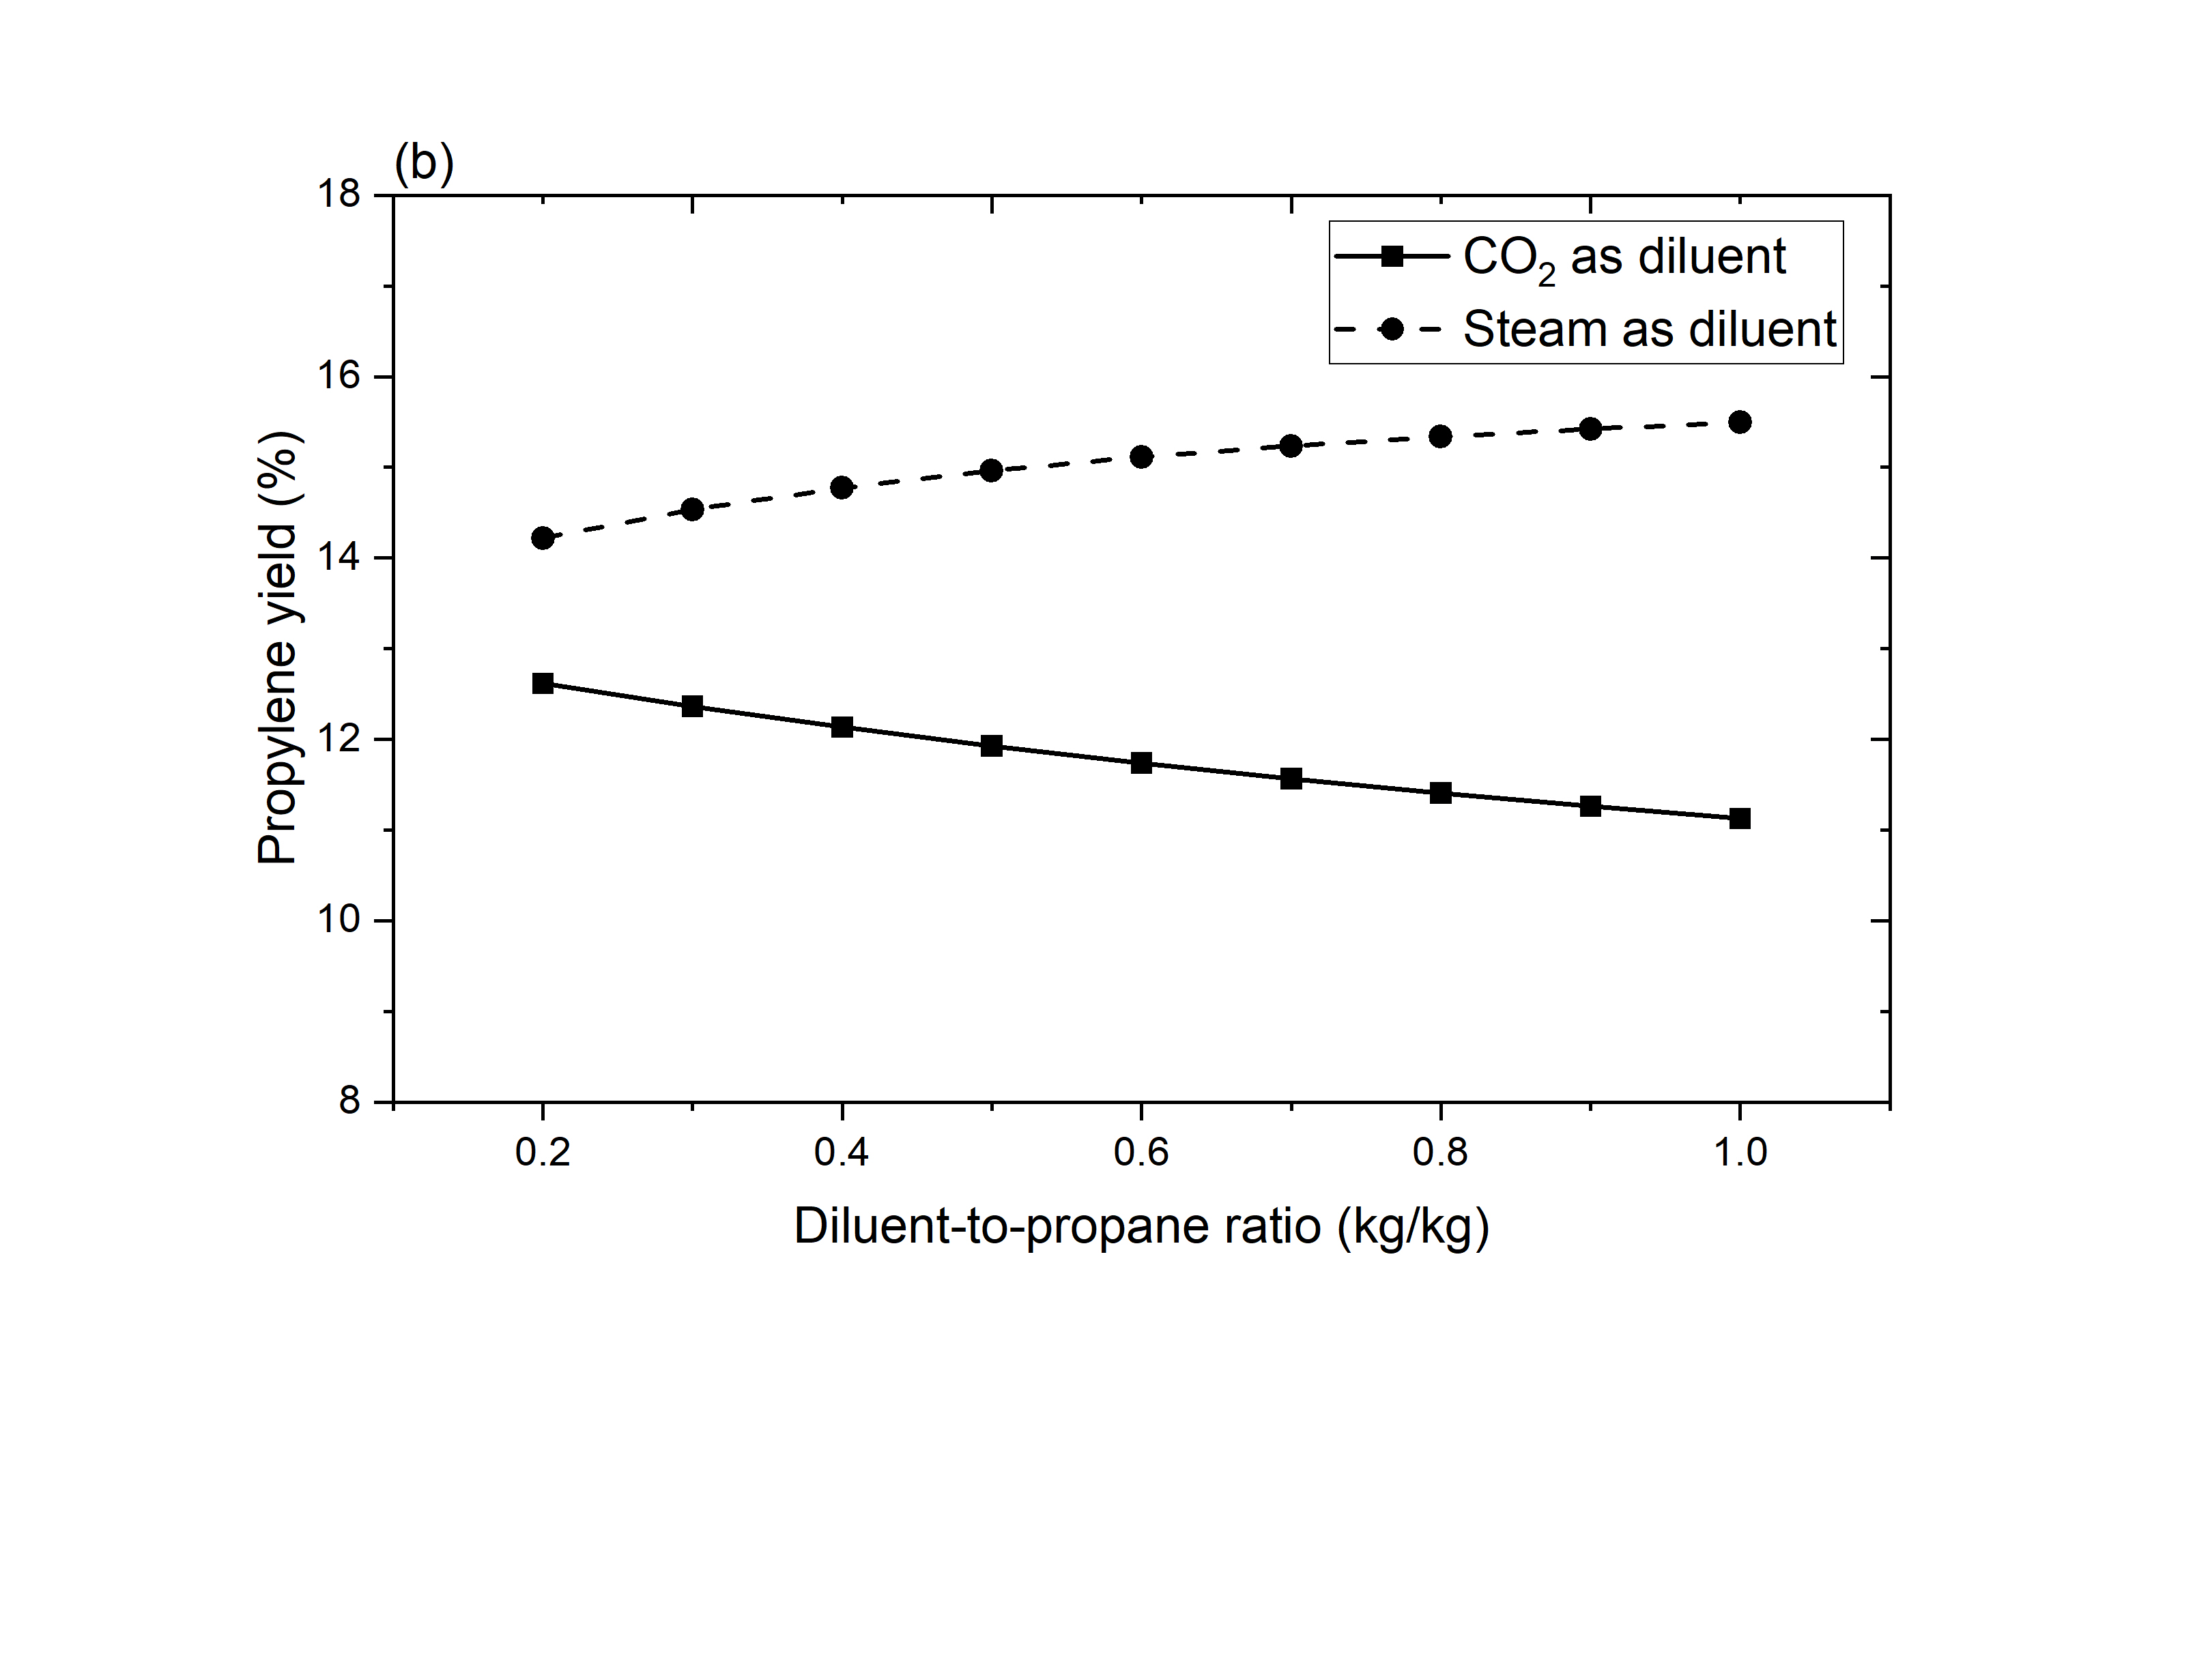 (b)
18
16
14
12
10
8
Propylene yield (%)
CO₂ as diluent
Steam as diluent
0.2 0.4 0.6 0.8 1.0
Diluent-to-propane ratio (kg/kg)